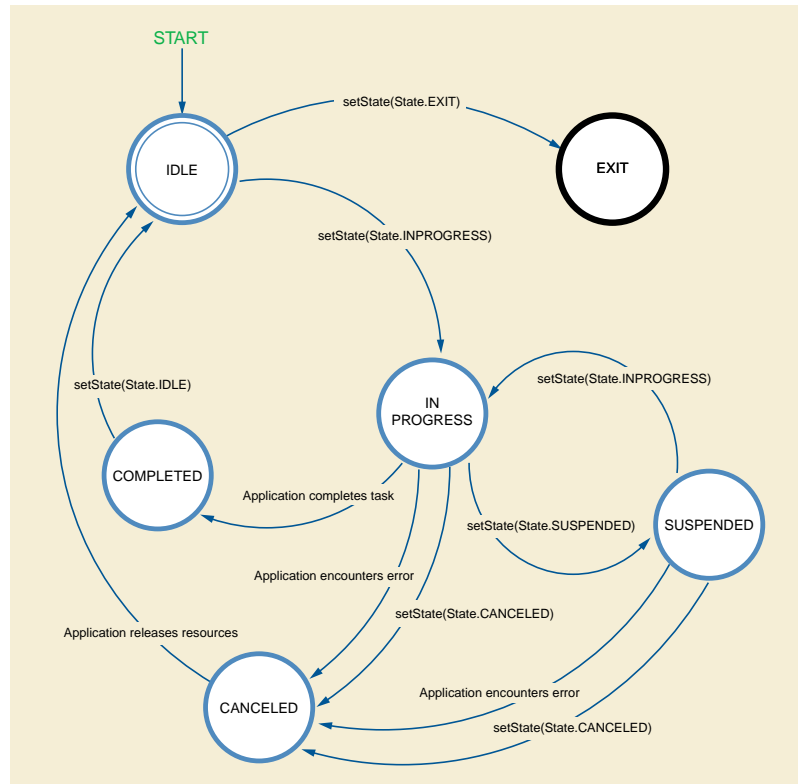 START
setState(State.EXIT)
IDLE
EXIT
setState(State.INPROGRESS)
setState(State.INPROGRESS)
setState(State.IDLE)
IN
PROGRESS
COMPLETED
Application completes task
setState(State.SUSPENDED)
SUSPENDED
Application encounters error
setState(State.CANCELED)
Application releases resources
Application encounters error
CANCELED
setState(State.CANCELED)